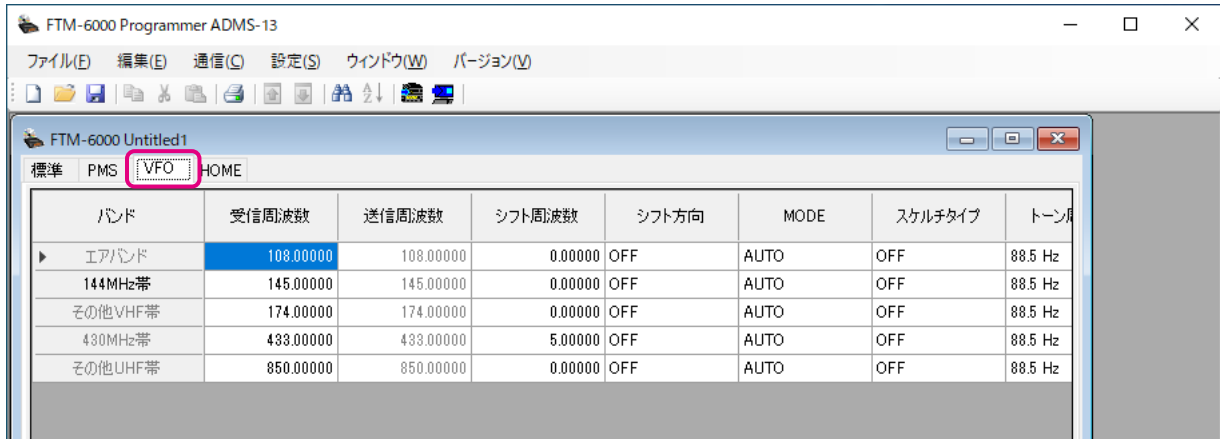 FTM-6000 Programmer ADMS-13
ファイル(F) 編集(E) 通信(C) 設定(S) ウィンドウ(W) バージョン(V)
FTM-6000 Untitled1
標準 PMS VFO HOME
バンド 受信周波数 送信周波数 シフト周波数 シフト方向 MODE スケルチタイプ トーン
エアバンド 108.00000 108.00000 0.00000 OFF AUTO OFF 88.5 Hz
144MHz帯 145.00000 145.00000 0.00000 OFF AUTO OFF 88.5 Hz
その他VHF帯 174.00000 174.00000 0.00000 OFF AUTO OFF 88.5 Hz
430MHz帯 433.00000 433.00000 5.00000 OFF AUTO OFF 88.5 Hz
その他UHF帯 850.00000 850.00000 0.00000 OFF AUTO OFF 88.5 Hz